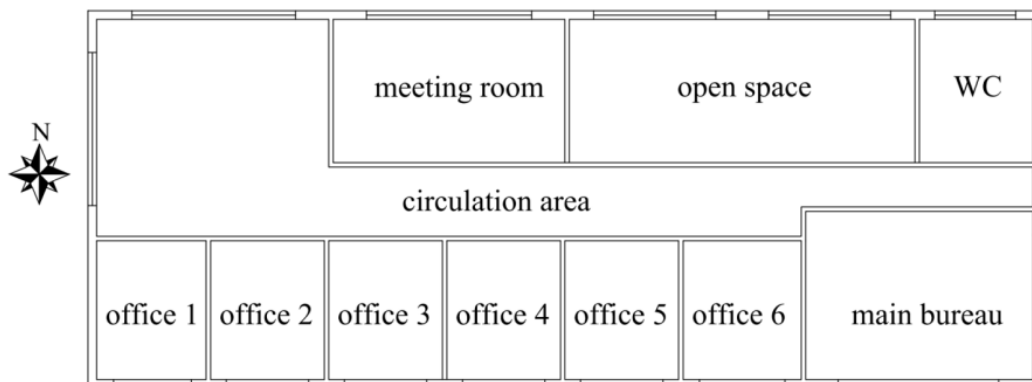 meeting room
open space
WC
N
circulation area
office 1
office 2
office 3
office 4
office 5
office 6
main bureau